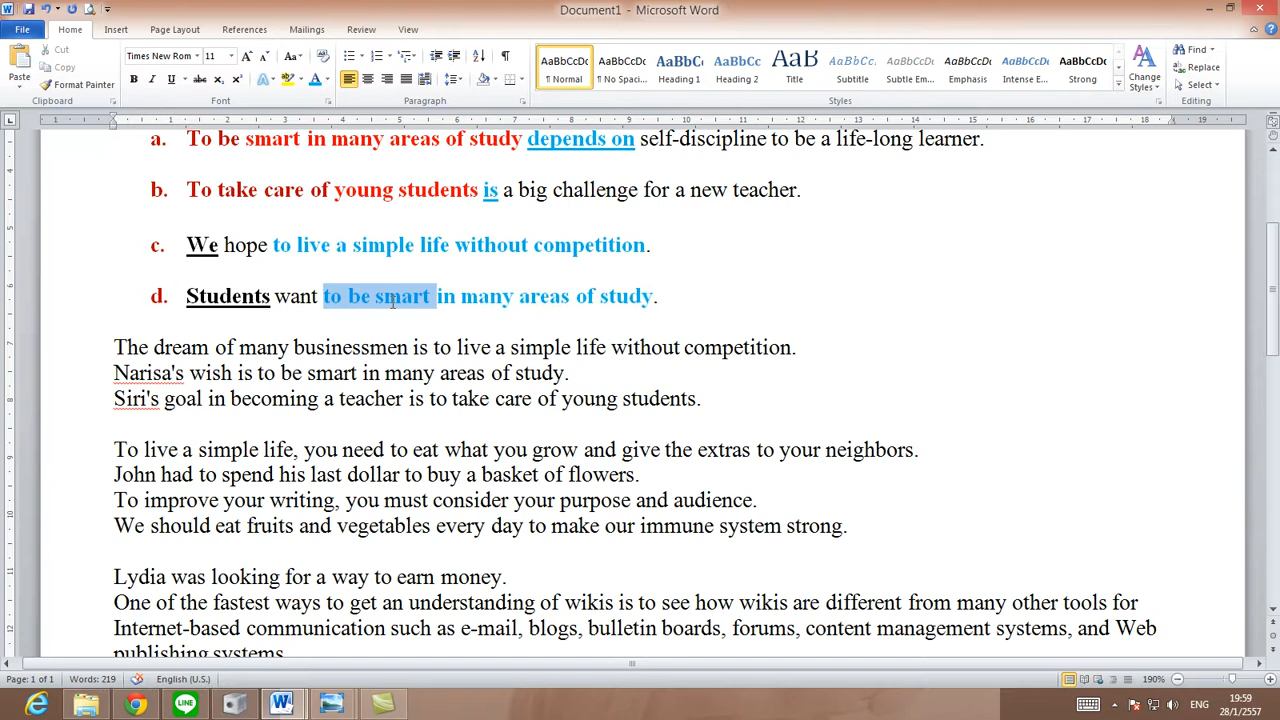 Document1 - Microsoft Word
File Home Insert Page Layout References Mailings Review View
Paste Cut Copy Format Painter Clipboard
Times New Rom 11 Font
Paragraph
AaBbCcDc AaBbCcDc AaBbC AaBbCc AaB AaBbCc. AaBbCcDc AaBbCcDc AaBbCcDc AaBbCcDc
¶ Normal ¶ No Spaci... Heading 1 Heading 2 Title Subtitle Subtle Em... Emphasis Intense E... Strong Styles
Change Styles
Find Replace Select Editing
a. To be smart in many areas of study depends on self-discipline to be a life-long learner.
b. To take care of young students is a big challenge for a new teacher.
c. We hope to live a simple life without competition.
d. Students want to be smart in many areas of study.
The dream of many businessmen is to live a simple life without competition.
Narisa's wish is to be smart in many areas of study.
Siri's goal in becoming a teacher is to take care of young students.
To live a simple life, you need to eat what you grow and give the extras to your neighbors.
John had to spend his last dollar to buy a basket of flowers.
To improve your writing, you must consider your purpose and audience.
We should eat fruits and vegetables every day to make our immune system strong.
Lydia was looking for a way to earn money.
One of the fastest ways to get an understanding of wikis is to see how wikis are different from many other tools for
Internet-based communication such as e-mail, blogs, bulletin boards, forums, content management systems, and Web
publishing systems.
Page: 1 of 1 Words: 219 English (U.S.) 190%
ENG 19:59
28/1/2557